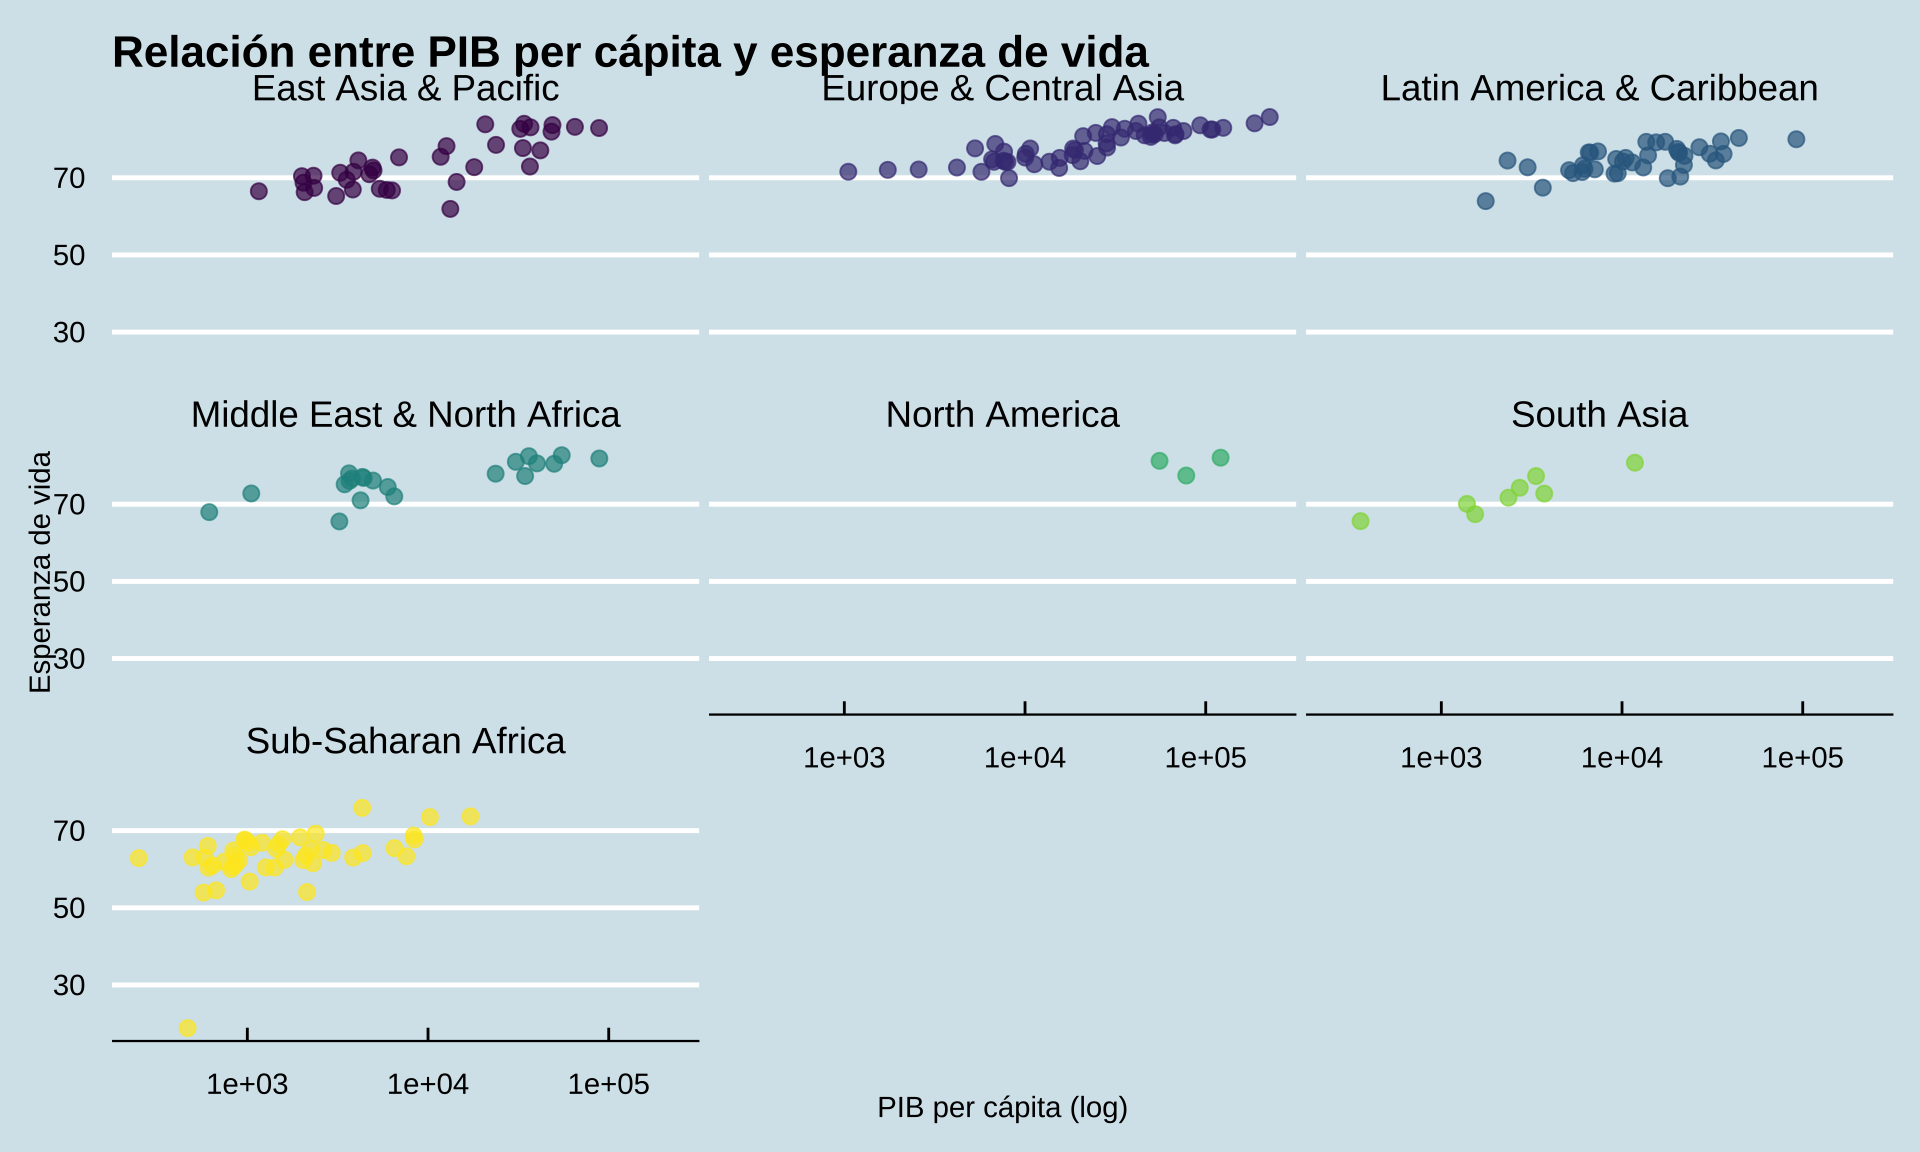 Relación entre PIB per cápita y esperanza de vida
East Asia & Pacific
Europe & Central Asia
Latin America & Caribbean
70
50
30
Middle East & North Africa
North America
South Asia
Esperanza de vida
70
50
30
1e+03 1e+04 1e+05
1e+03 1e+04 1e+05
Sub-Saharan Africa
70
50
30
1e+03 1e+04 1e+05
PIB per cápita (log)